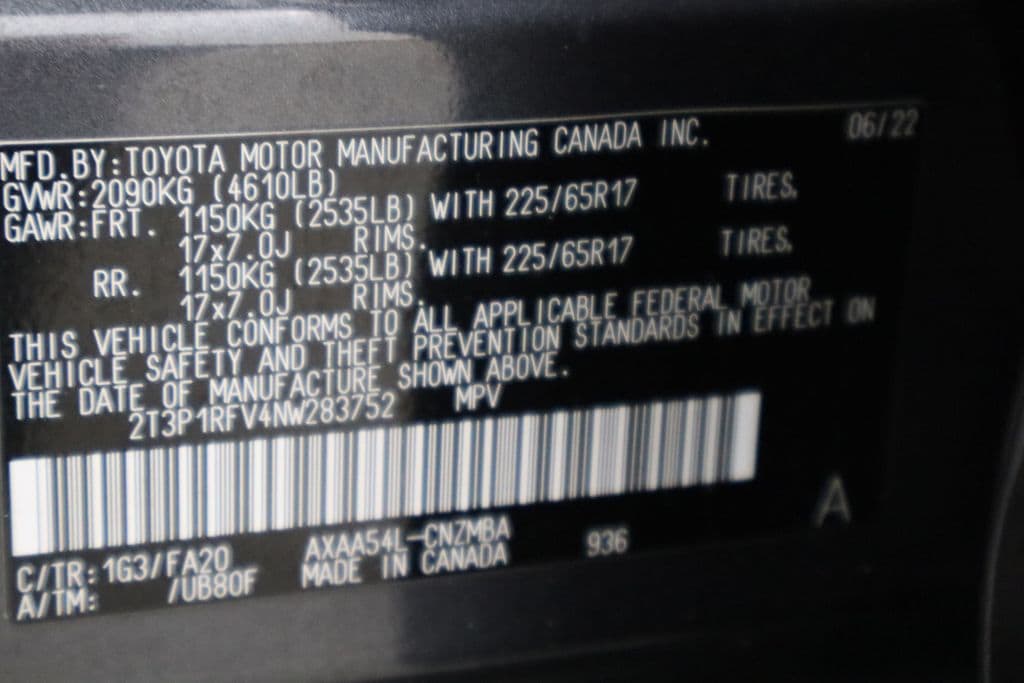 06/22
MFD.BY:TOYOTA MOTOR MANUFACTURING CANADA INC.
GVWR:2090KG (4610LB)
GAWR:FRT. 1150KG (2535LB) WITH 225/65R17 TIRES,
17x7.0J RIMS.
RR. 1150KG (2535LB) WITH 225/65R17 TIRES,
17x7.0J RIMS.
THIS VEHICLE CONFORMS TO ALL APPLICABLE FEDERAL MOTOR
VEHICLE SAFETY AND THEFT PREVENTION STANDARDS IN EFFECT ON
THE DATE OF MANUFACTURE SHOWN ABOVE.
2T3P1RFV4NW283752 MPV
C/TR:1G3/FA20 AXAA54L-CNZMBA 936 A
A/TM: /UB80F MADE IN CANADA